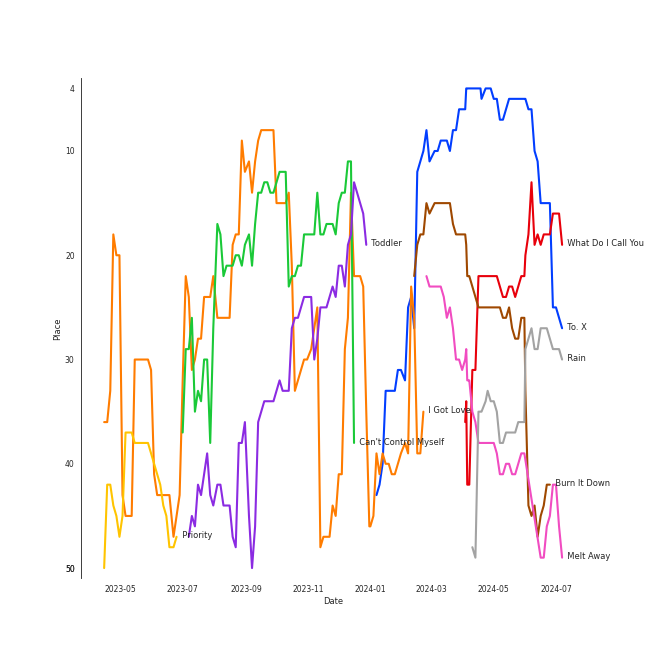 4
10
What Do I Call You
Toddler
20
Place
To. X
30
Rain
I Got Love
Can't Control Myself
40
Burn It Down
Priority
Melt Away
50
2023-05 2023-07 2023-09 2023-11 2024-01 2024-03 2024-05 2024-07
Date